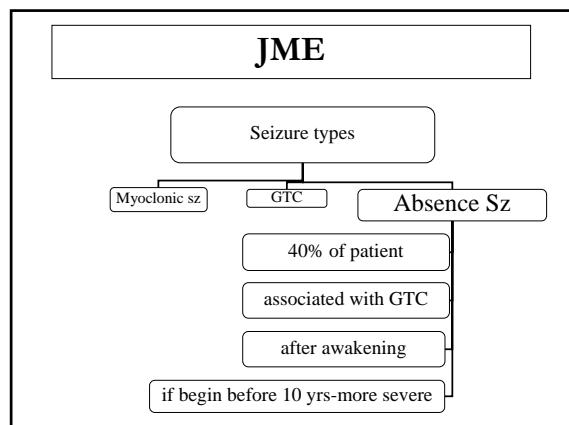 JME
Seizure types
Myoclonic sz
GTC
Absence Sz
40% of patient
associated with GTC
after awakening
if begin before 10 yrs-more severe